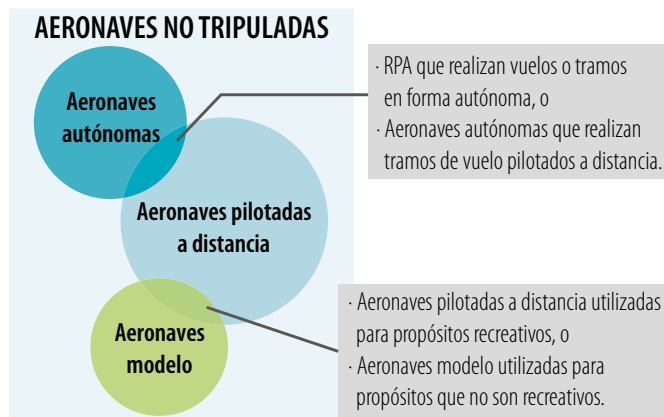 AERONAVES NO TRIPULADAS
Aeronaves
autónomas
Aeronaves pilotadas
a distancia
Aeronaves
modelo
· RPA que realizan vuelos o tramos
en forma autónoma, o
· Aeronaves autónomas que realizan
tramos de vuelo pilotados a distancia.
· Aeronaves pilotadas a distancia utilizadas
para propósitos recreativos, o
· Aeronaves modelo utilizadas para
propósitos que no son recreativos.